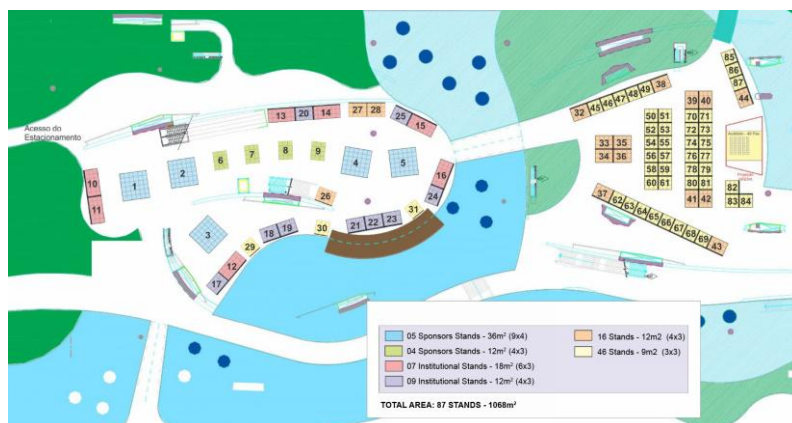 85
86
87
44
32 45 46 47 48 49 38
39 40
27 28
13 20 14
25 15
50 51
70 71
52 53
72 73
54 55
74 75
56 57
76 77
58 59
78 79
60 61
80 81
41 42
33 35
34 36
Acesso do
Estacionamento
6 7 8 9
4 5
1 2
10
11
16
24
26
31
3
29
18 19
30
21 22 23
12
17
37 62 63 64 65 66 67 68 69 43
82
83 84
05 Sponsors Stands - 36m² (9x4)
04 Sponsors Stands - 12m² (4x3)
07 Institutional Stands - 18m² (6x3)
09 Institutional Stands - 12m² (4x3)
16 Stands - 12m2 (4x3)
46 Stands - 9m2 (3x3)
TOTAL AREA: 87 STANDS - 1068m²